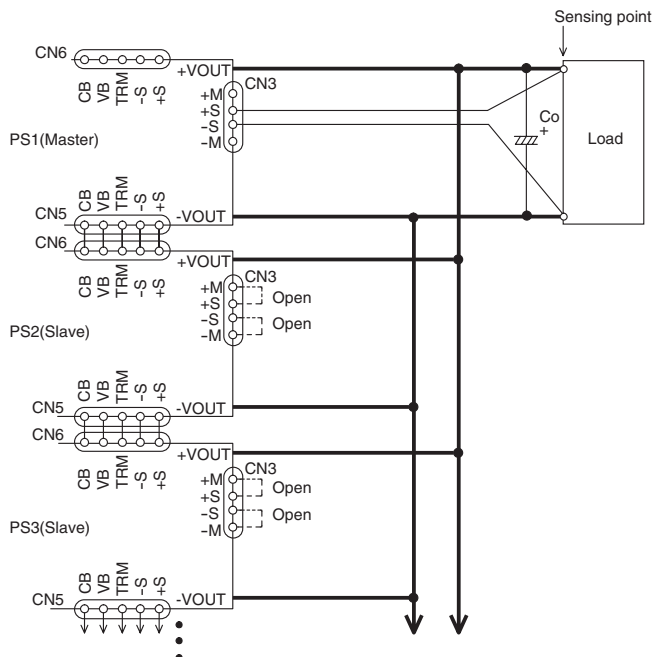 Sensing point
CN6
CB VB TRM -S +S
+VOUT
CN3
+M
+S
-S
-M
Co
+
Load
PS1(Master)
CB VB TRM -S +S
CN5
-VOUT
CN6
CB VB TRM -S +S
+VOUT
CN3
+M
+S
Open
-S
-M
Open
PS2(Slave)
CB VB TRM -S +S
CN5
-VOUT
CN6
CB VB TRM -S +S
+VOUT
CN3
+M
+S
Open
-S
-M
Open
PS3(Slave)
CB VB TRM -S +S
CN5
-VOUT